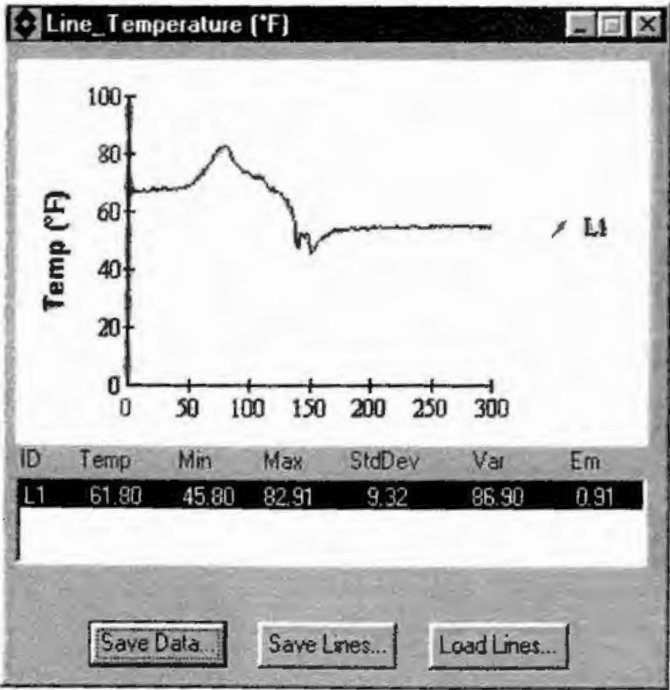 Line_Temperature (°F)
100
80
60
40
20
0
Temp (°F)
0 50 100 150 200 250 300
L1
ID Temp Min Max StdDev Var Em
L1 61.80 45.80 82.91 9.32 86.90 0.91
Save Data... Save Lines... Load Lines...